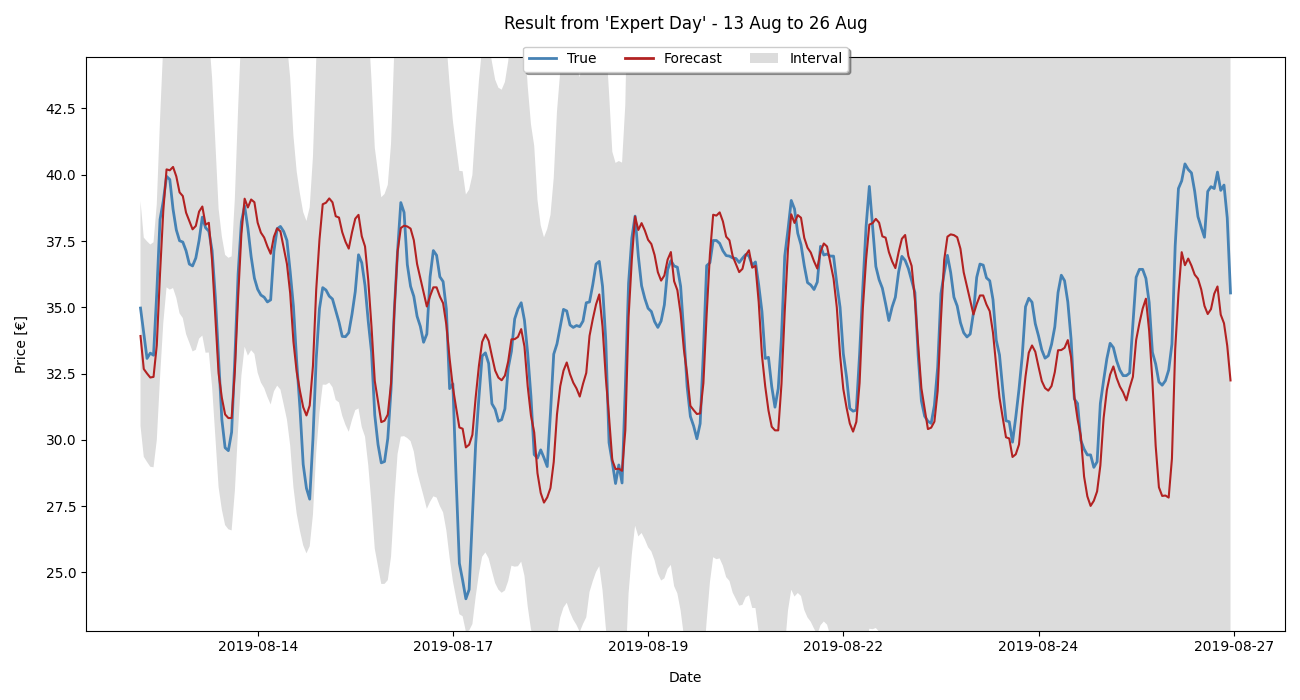 Result from 'Expert Day' - 13 Aug to 26 Aug
True Forecast Interval
Price [€]
42.5
40.0
37.5
35.0
32.5
30.0
27.5
25.0
2019-08-14 2019-08-17 2019-08-19 2019-08-22 2019-08-24 2019-08-27
Date